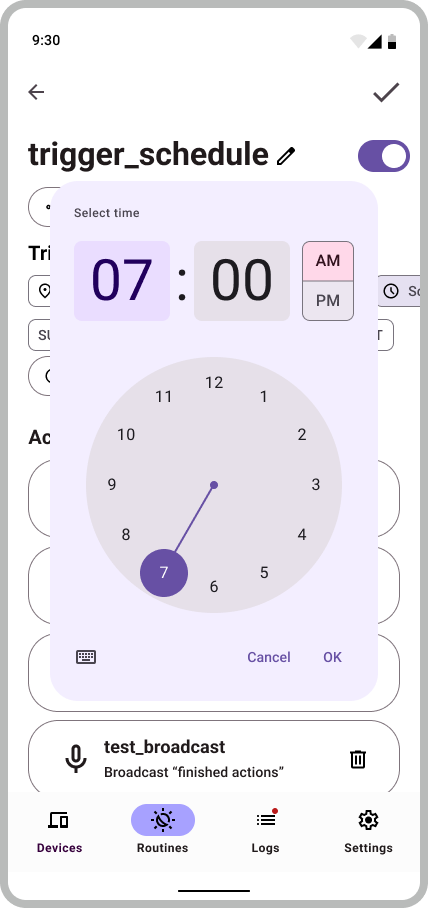 9:30
trigger_schedule
Select time
Tri
07 : 00
AM
PM
Sc
SU
T
12
11 1
10 2
9 3
Ac
8 4
7 5
6
Cancel OK
test_broadcast
Broadcast “finished actions”
Devices Routines Logs Settings